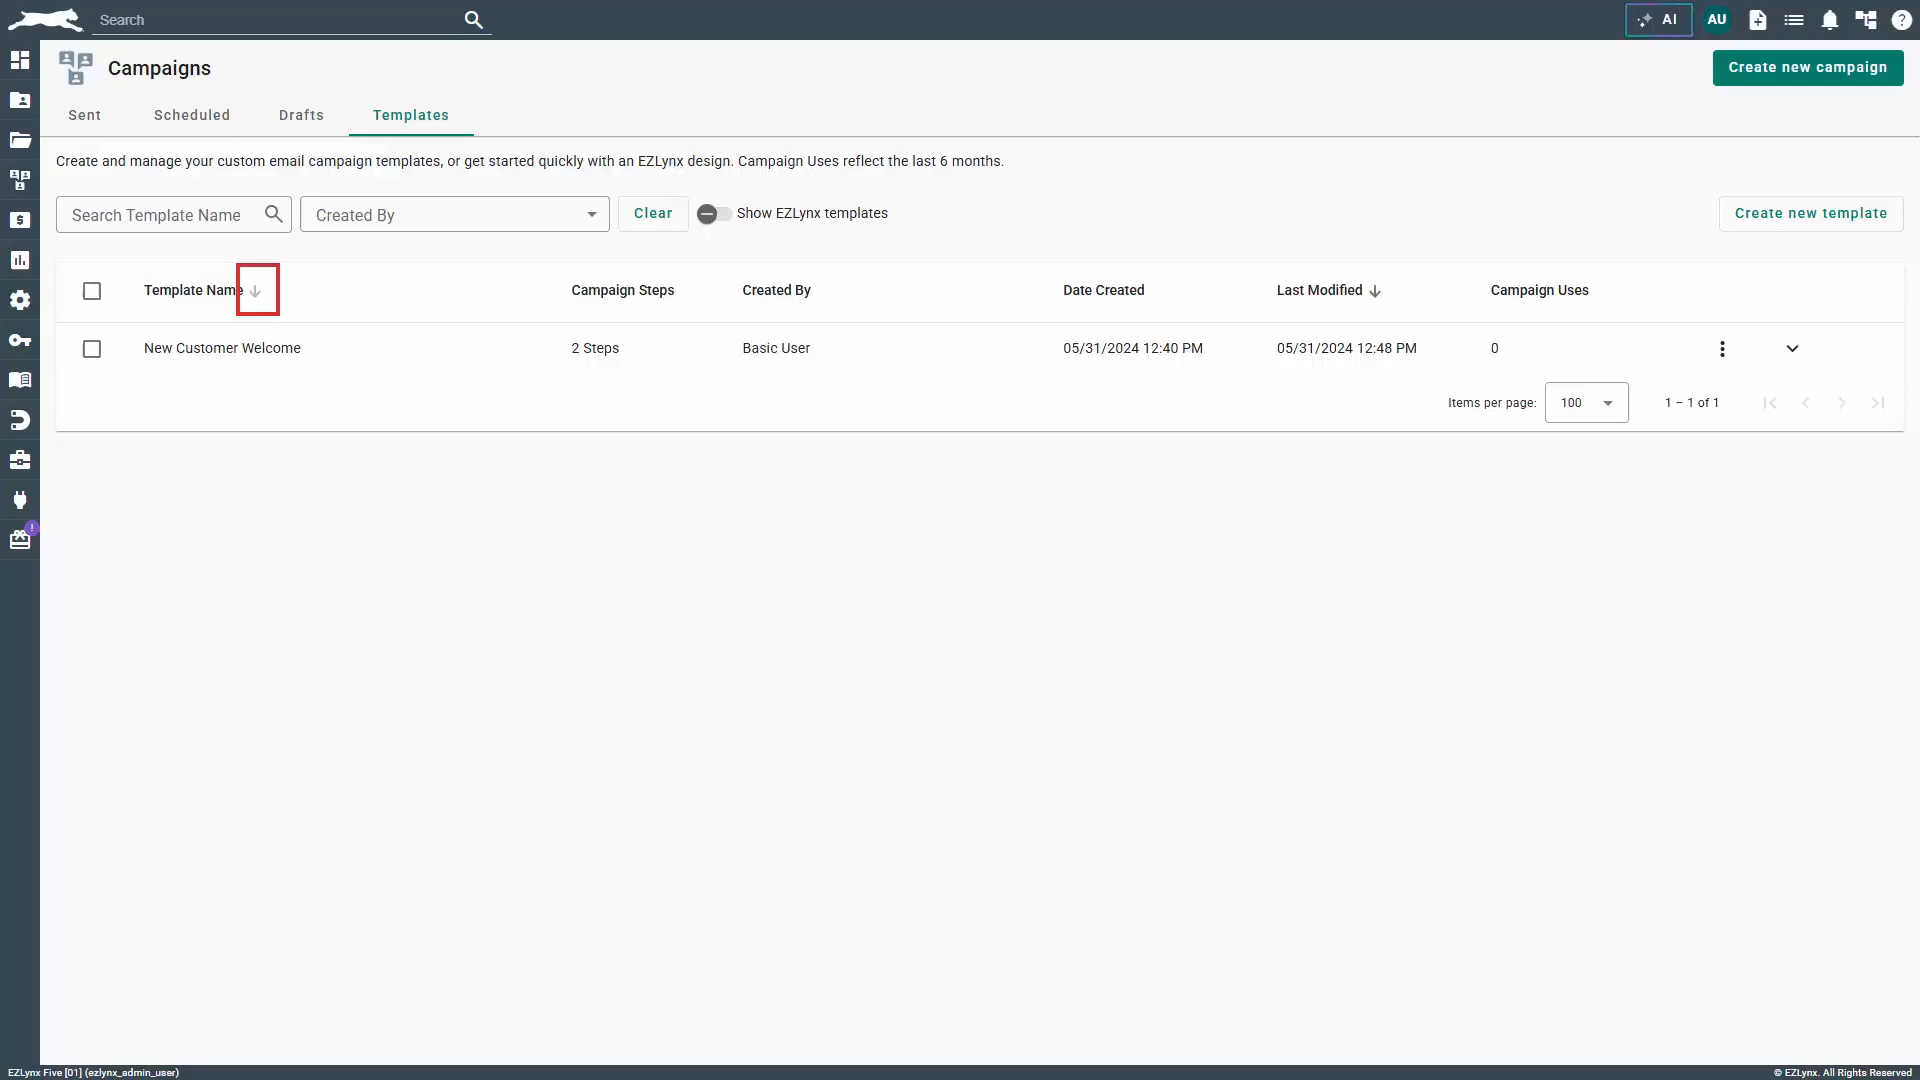 Search
AI
AU
Campaigns
Create new campaign
Sent
Scheduled
Drafts
Templates
Create and manage your custom email campaign templates, or get started quickly with an EZLynx design. Campaign Uses reflect the last 6 months.
Search Template Name
Created By
Clear
Show EZLynx templates
Create new template
Template Name
Campaign Steps
Created By
Date Created
Last Modified
Campaign Uses
New Customer Welcome
2 Steps
Basic User
05/31/2024 12:40 PM
05/31/2024 12:48 PM
0
Items per page:
100
1 – 1 of 1
!
EZLynx Five [01] (ezlynx_admin_user)
© EZLynx. All Rights Reserved